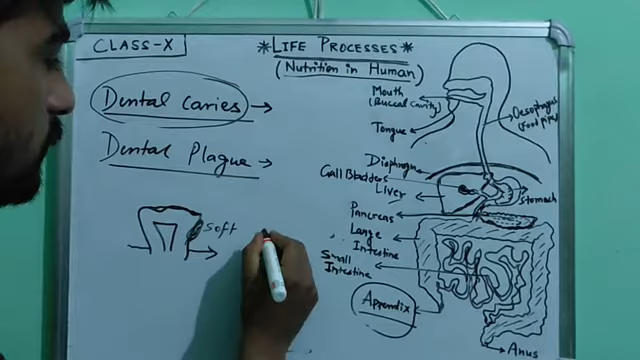 CLASS-X
*LIFE PROCESSES*
(Nutrition in Human)
Dental Caries →
Dental Plague →
Soft
Mouth
(Buccal Cavity)
Oesophagus
(Food pipe)
Tongue
Diaphragm
Gall Bladders
Liver
Stomach
Pancreas
Large
Intestine
Small
Intestine
Appendix
Anus